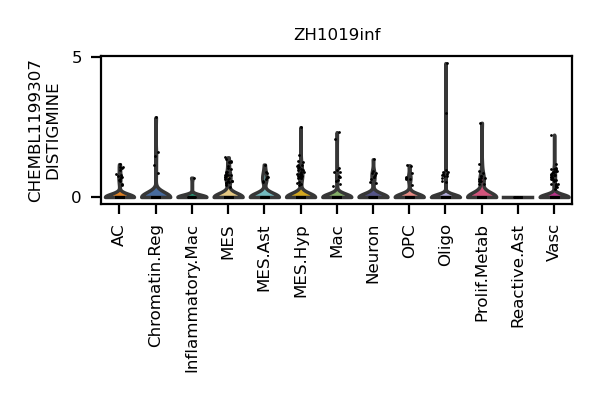 ZH1019inf
CHEMBL1199307
DISTIGMINE
5
0
AC
Chromatin.Reg
Inflammatory.Mac
MES
MES.Ast
MES.Hyp
Mac
Neuron
OPC
Oligo
Prolif.Metab
Reactive.Ast
Vasc